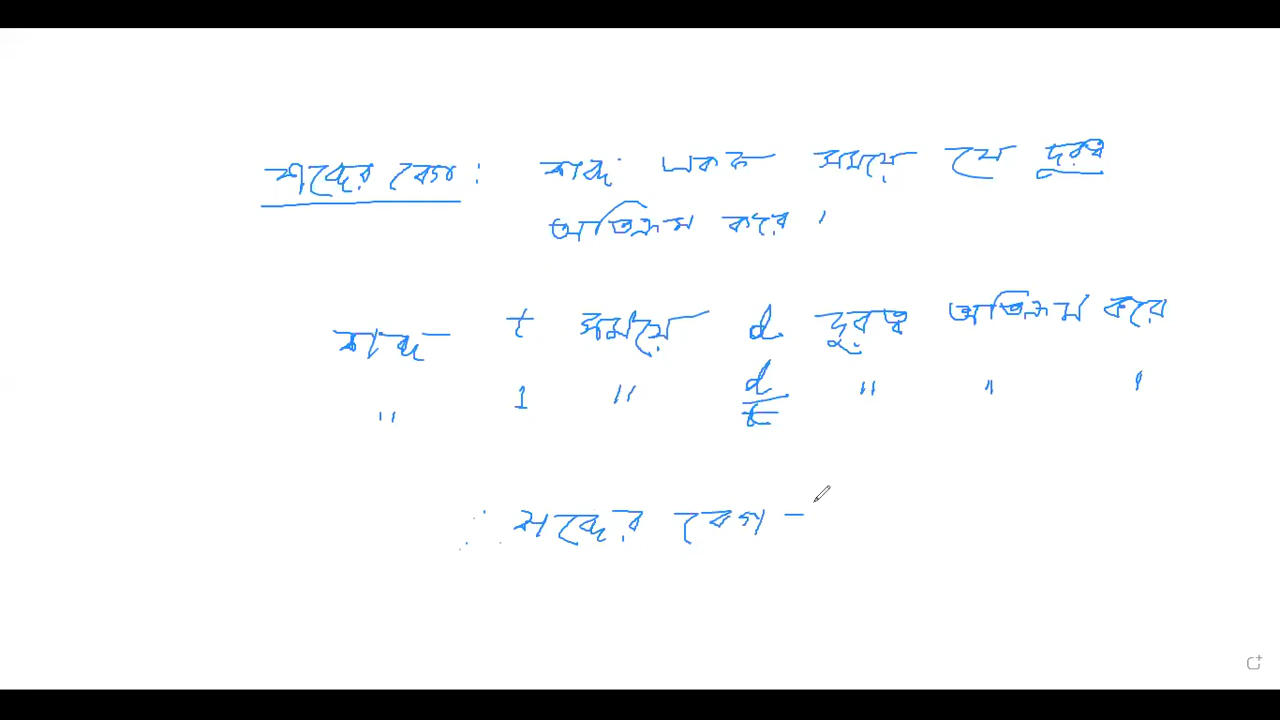 শব্দের বেগ : শব্দ একক সময়ে যে দূরত্ব
অতিক্রম করে।
শব্দ t সময়ে d দূরত্ব অতিক্রম করে
" 1 " d/t " " "
∴ শব্দের বেগ -